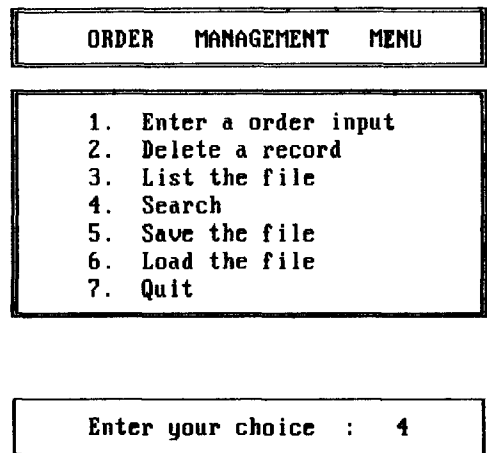 ORDER MANAGEMENT MENU
1. Enter a order input
2. Delete a record
3. List the file
4. Search
5. Save the file
6. Load the file
7. Quit
Enter your choice : 4